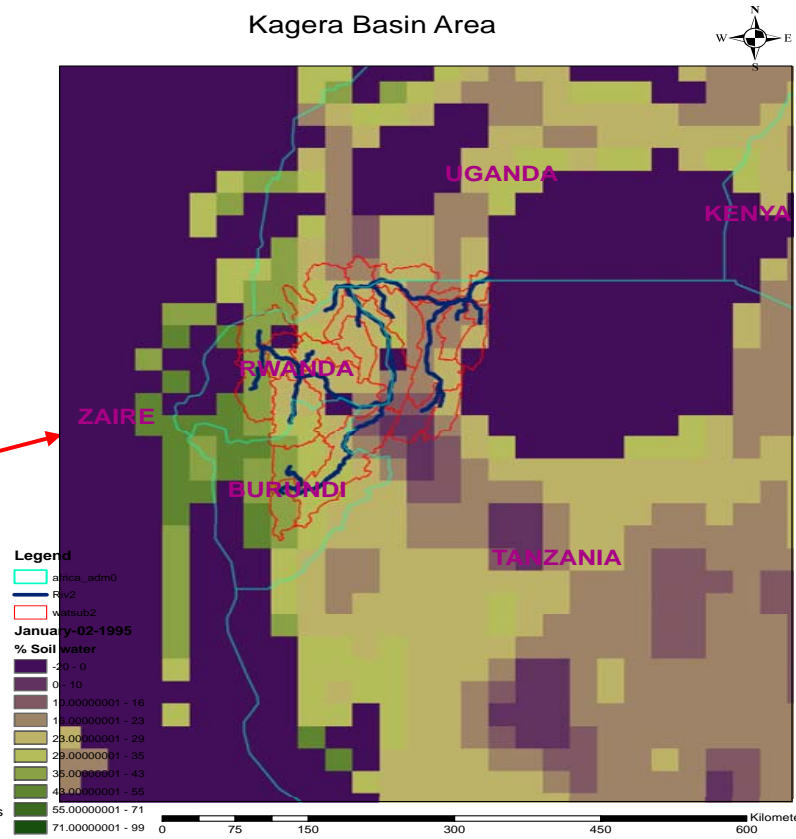 Kagera Basin Area
N
W E
S
UGANDA
KENYA
RWANDA
ZAIRE
BURUNDI
TANZANIA
Legend
africa_adm0
Riv2
watsub2
January-02-1995
% Soil water
-20 - 0
0 - 10
10.00000001 - 16
16.00000001 - 23
23.00000001 - 29
29.00000001 - 35
35.00000001 - 43
43.00000001 - 55
55.00000001 - 71
71.00000001 - 99
s
Kilomete
0 75 150 300 450 600